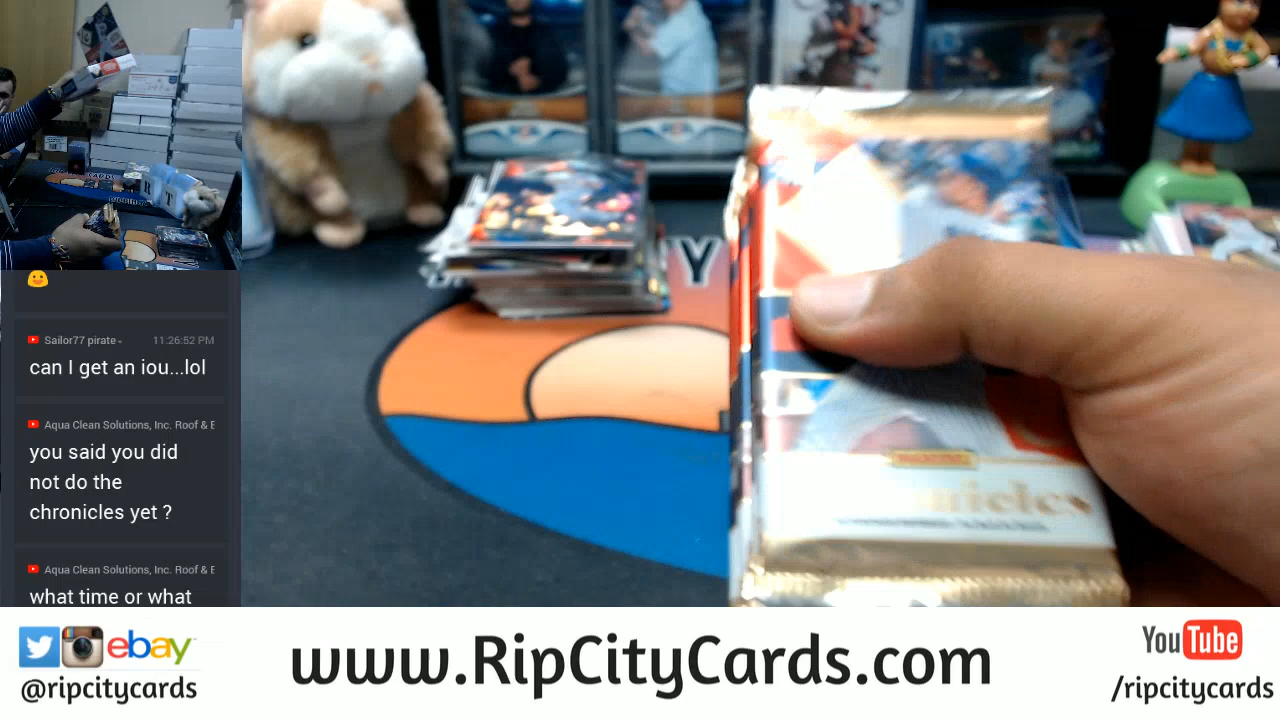 Sailor77 pirate
11:26:52 PM
can I get an iou...lol
Aqua Clean Solutions, Inc. Roof & E
you said you did
not do the
chronicles yet ?
Aqua Clean Solutions, Inc. Roof & E
what time or what
Y
ebay
@ripcitycards
www.RipCityCards.com
YouTube
/ripcitycards